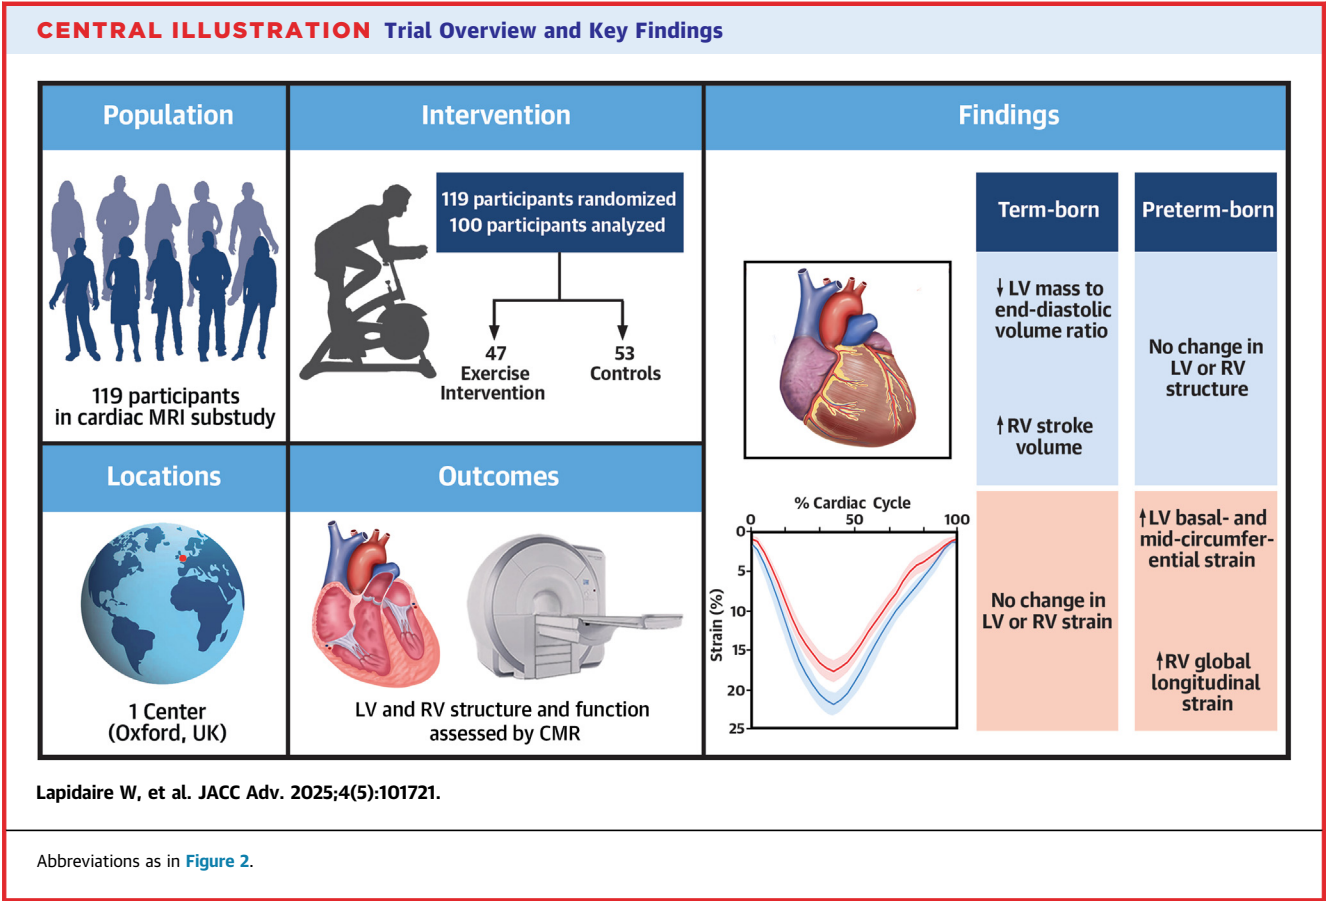 CENTRAL ILLUSTRATION Trial Overview and Key Findings
Population
119 participants
in cardiac MRI substudy
Intervention
119 participants randomized
100 participants analyzed
47
Exercise
Intervention
53
Controls
Locations
1 Center
(Oxford, UK)
Outcomes
LV and RV structure and function
assessed by CMR
Findings
Term-born
Preterm-born
↓ LV mass to
end-diastolic
volume ratio
↑ RV stroke
volume
No change in
LV or RV
structure
% Cardiac Cycle
0 50 100
Strain (%)
0
5
10
15
20
25
No change in
LV or RV strain
↑ LV basal- and
mid-circumfer-
ential strain
↑ RV global
longitudinal
strain
Lapidaire W, et al. JACC Adv. 2025;4(5):101721.
Abbreviations as in Figure 2.